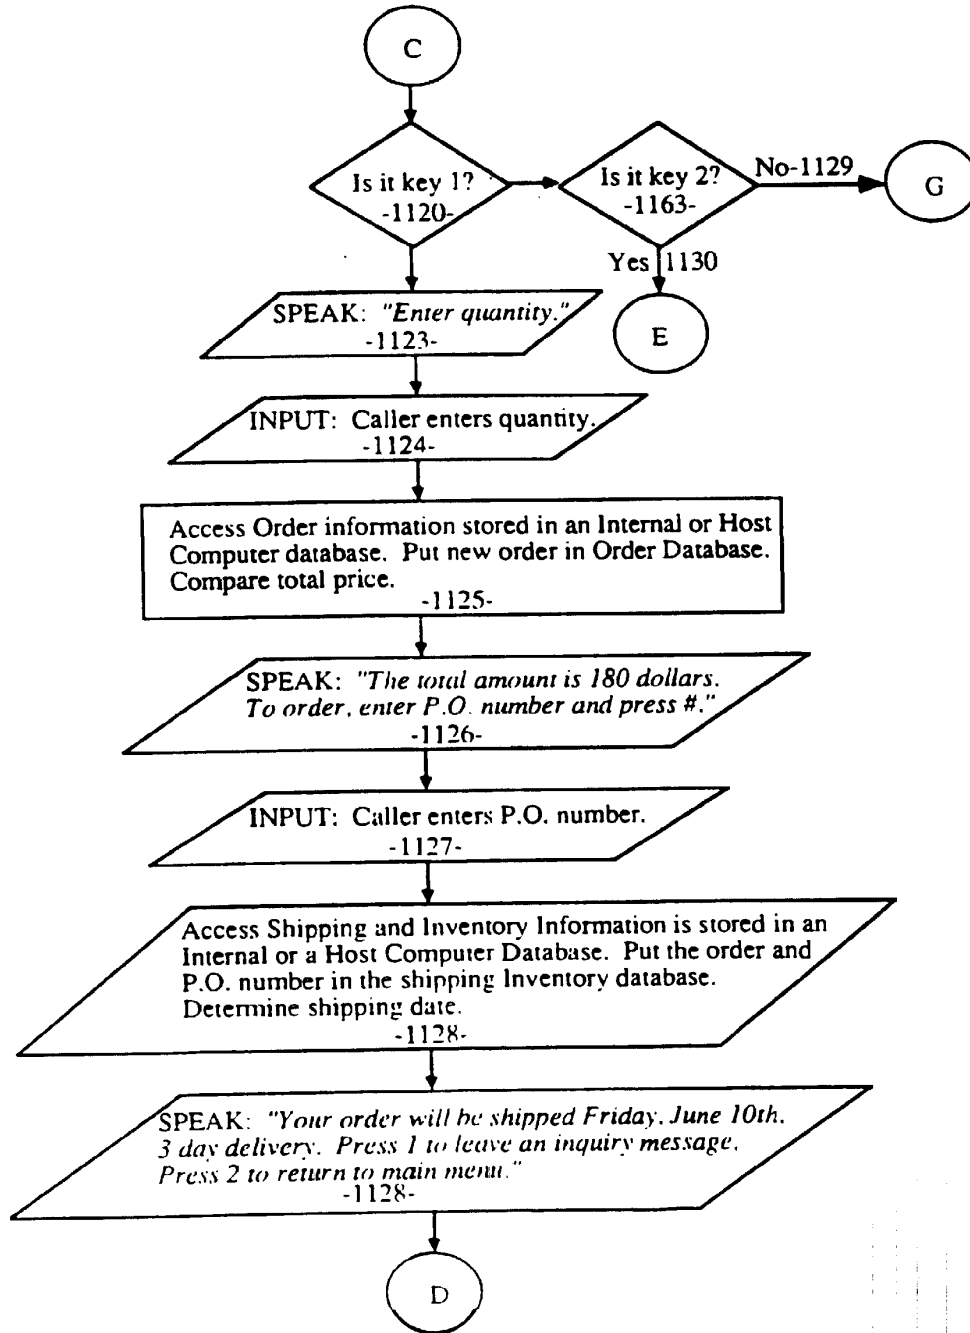 C
Is it key 1?
-1120-
Is it key 2?
-1163-
No-1129
G
Yes 1130
E
SPEAK: "Enter quantity."
-1123-
INPUT: Caller enters quantity.
-1124-
Access Order information stored in an Internal or Host
Computer database. Put new order in Order Database.
Compare total price.
-1125-
SPEAK: "The total amount is 180 dollars.
To order, enter P.O. number and press #."
-1126-
INPUT: Caller enters P.O. number.
-1127-
Access Shipping and Inventory Information is stored in an
Internal or a Host Computer Database. Put the order and
P.O. number in the shipping Inventory database.
Determine shipping date.
-1128-
SPEAK: "Your order will be shipped Friday, June 10th,
3 day delivery. Press 1 to leave an inquiry message.
Press 2 to return to main menu."
-1128-
D